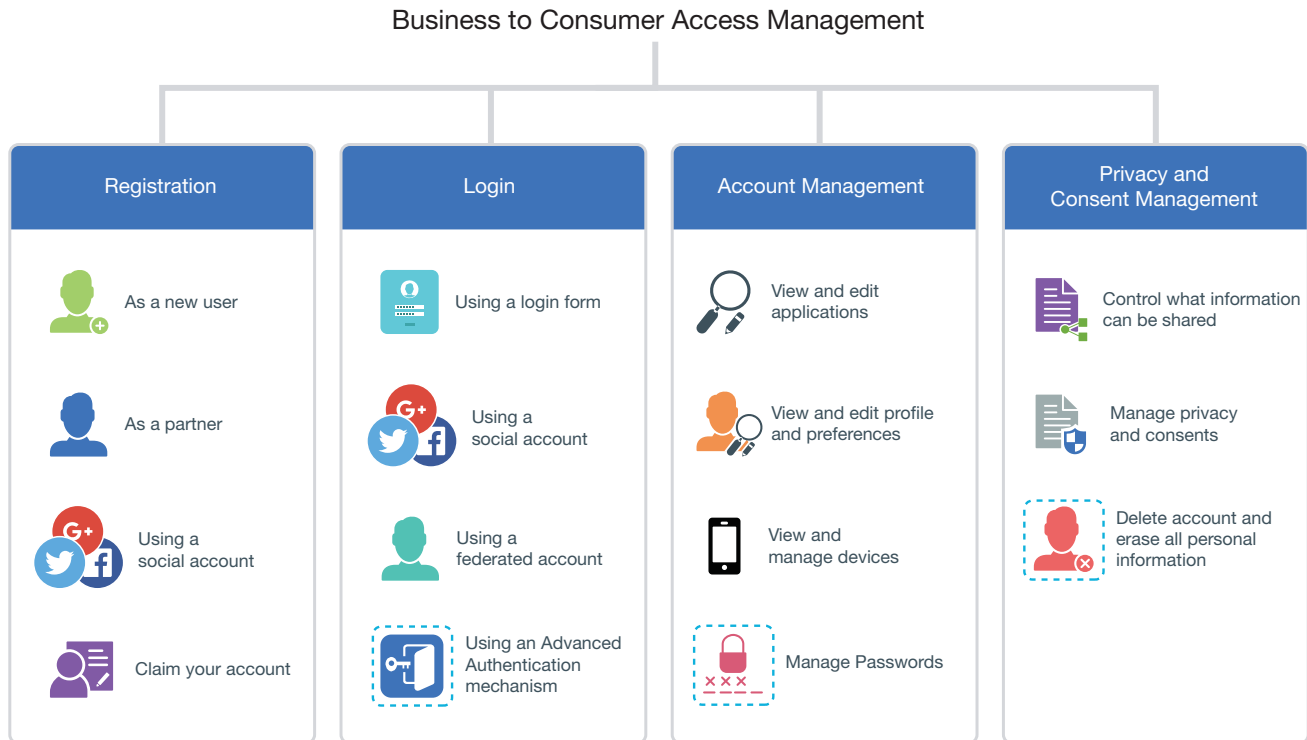 Business to Consumer Access Management
Registration
As a new user
As a partner
G+
Using a
social account
Claim your account
Login
Using a login form
G+
Using a
social account
Using a
federated account
Using an Advanced
Authentication
mechanism
Account Management
View and edit
applications
View and edit profile
and preferences
View and
manage devices
Manage Passwords
Privacy and
Consent Management
Control what information
can be shared
Manage privacy
and consents
Delete account and
erase all personal
information